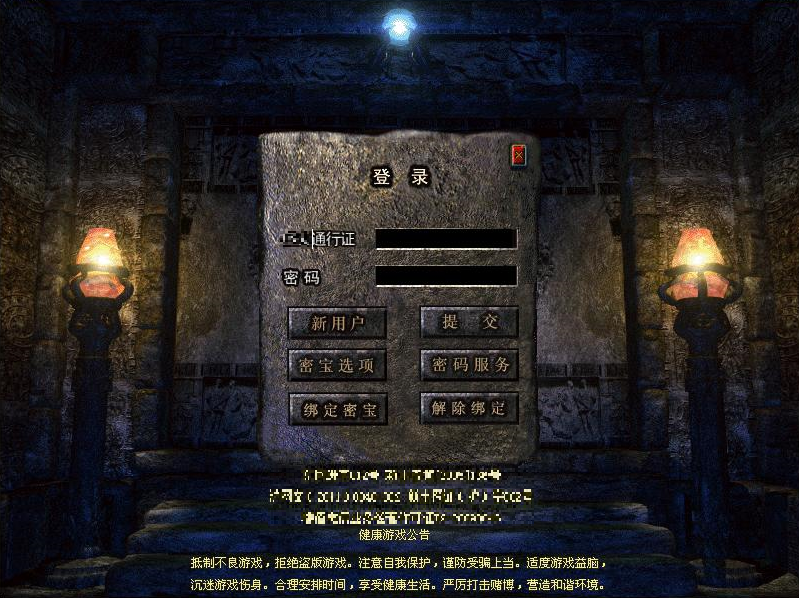 登 录
通行证
密 码
新用户
提 交
密宝选项
密码服务
绑定密宝
解除绑定
健康游戏公告
抵制不良游戏，拒绝盗版游戏。注意自我保护，谨防受骗上当。适度游戏益脑，
沉迷游戏伤身。合理安排时间，享受健康生活。严厉打击赌博，营造和谐环境。